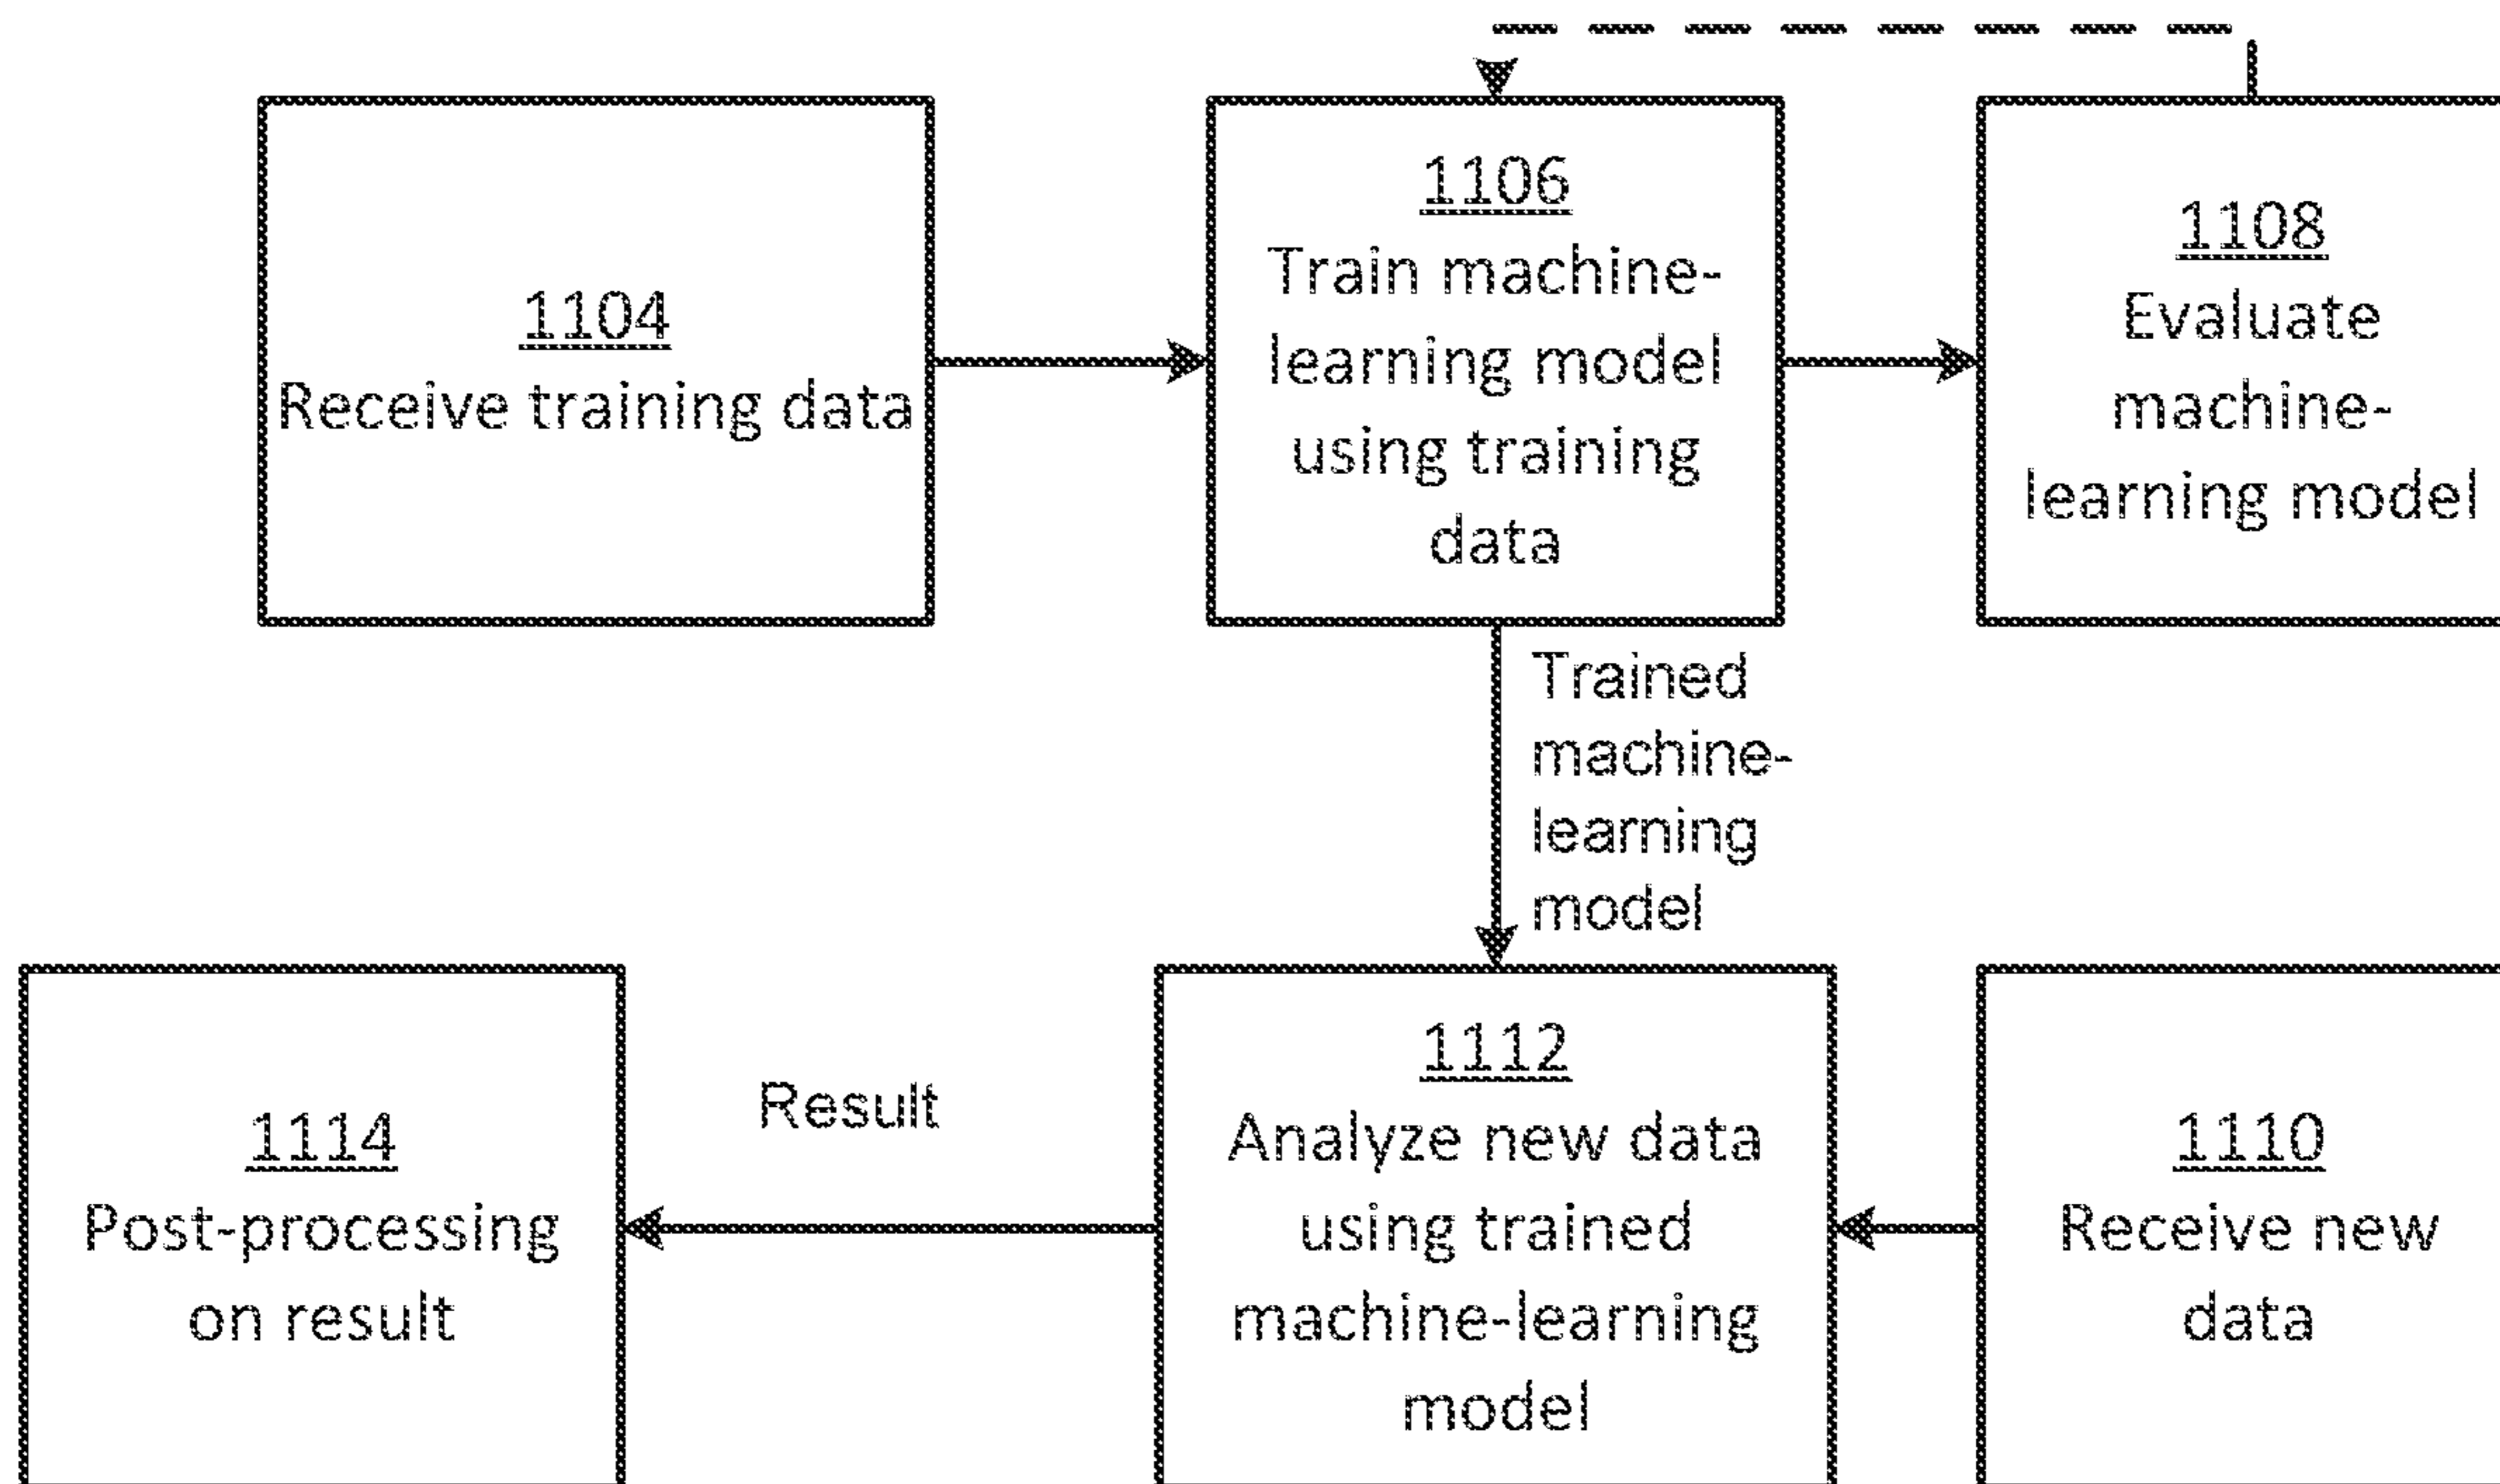 1104
Receive training data
1106
Train machine-
learning model
using training
data
1108
Evaluate
machine-
learning model
Trained
machine-
learning
model
1114
Post-processing
on result
Result
1112
Analyze new data
using trained
machine-learning
model
1110
Receive new
data